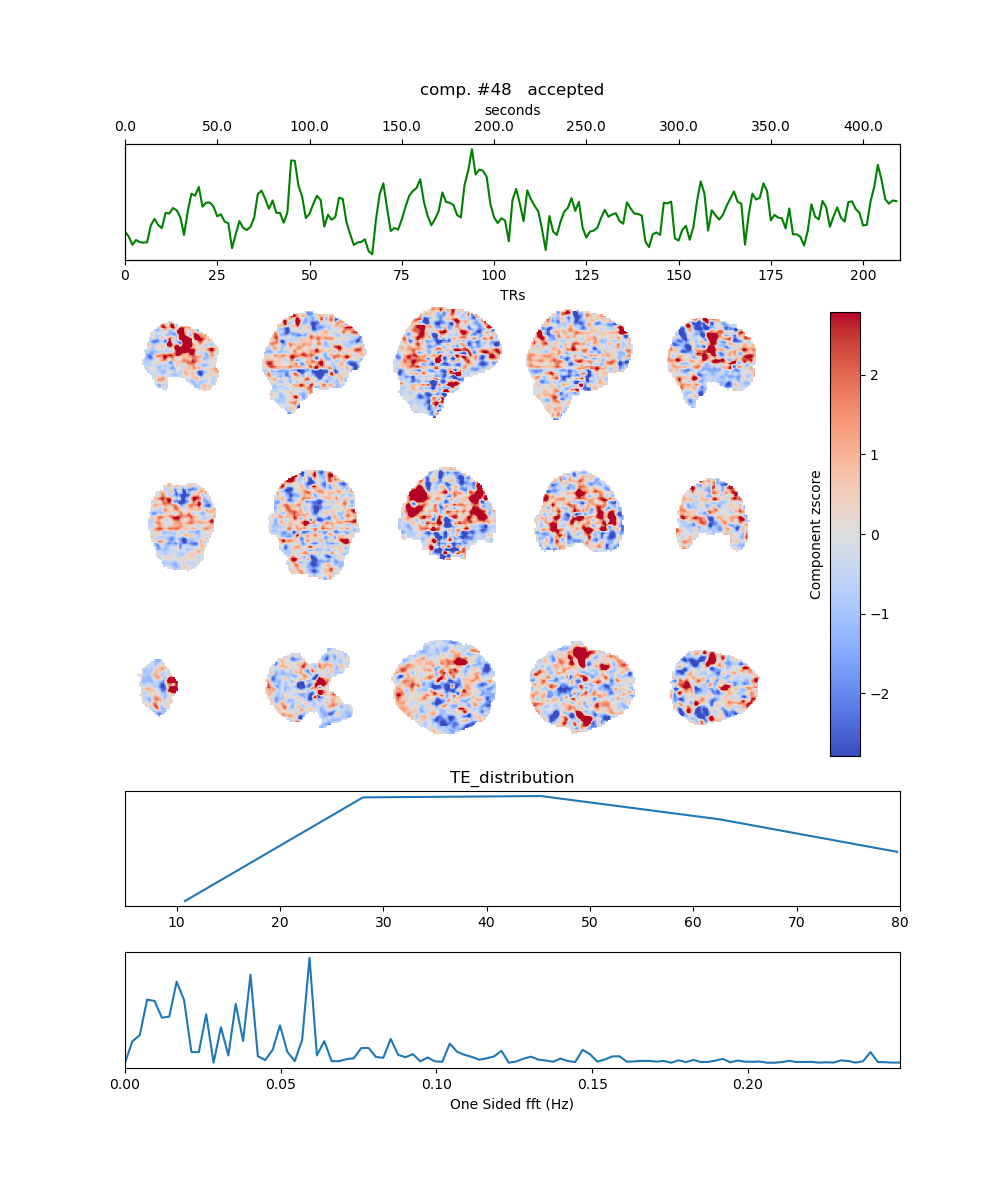 comp. #48   accepted
seconds
0.0 50.0 100.0 150.0 200.0 250.0 300.0 350.0 400.0
0 25 50 75 100 125 150 175 200
TRs
2
1
0
−1
−2
Component zscore
TE_distribution
10 20 30 40 50 60 70 80
0.00 0.05 0.10 0.15 0.20
One Sided fft (Hz)